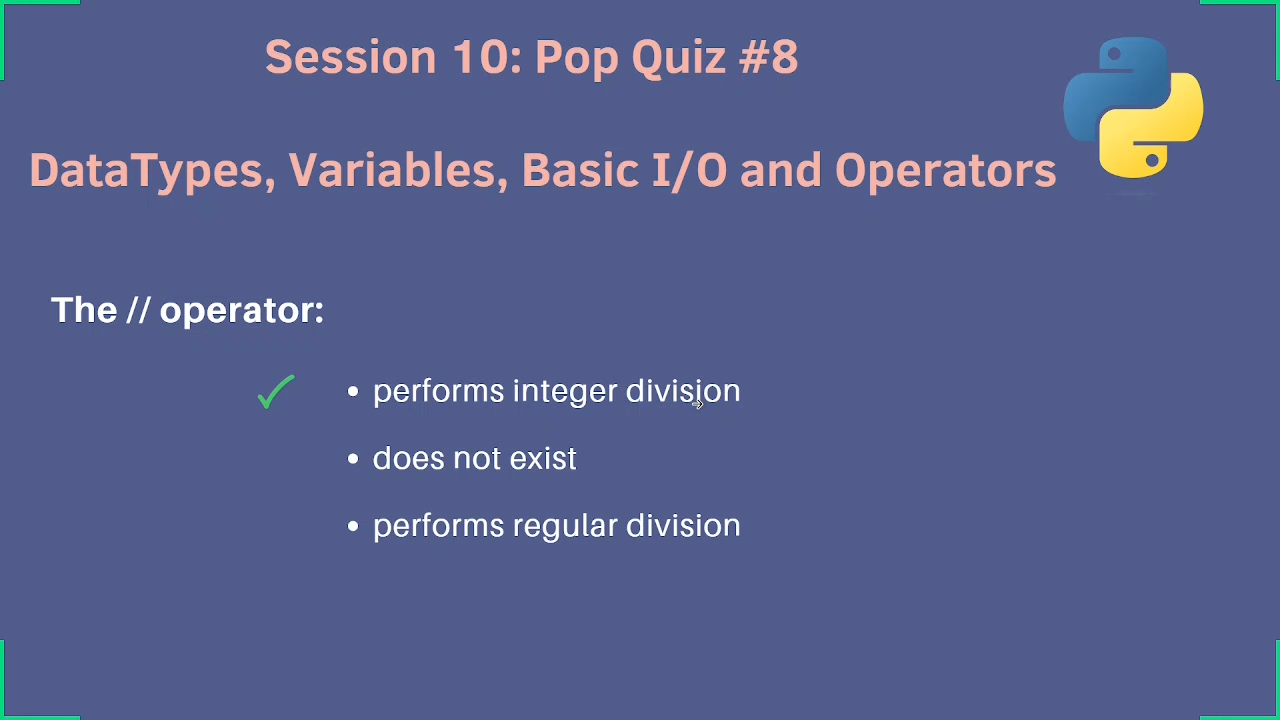 Session 10: Pop Quiz #8
DataTypes, Variables, Basic I/O and Operators
The // operator:
• performs integer division
• does not exist
• performs regular division